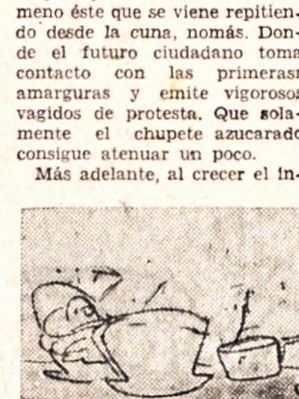 meno éste que se viene repitien-
do desde la cuna, nomás. Don-
de el futuro ciudadano toma
contacto con las primeras
amarguras y emite vigorosos
vagidos de protesta. Que sola-
mente el chupete azucarado
consigue atenuar un poco.
Más adelante, al crecer el in-